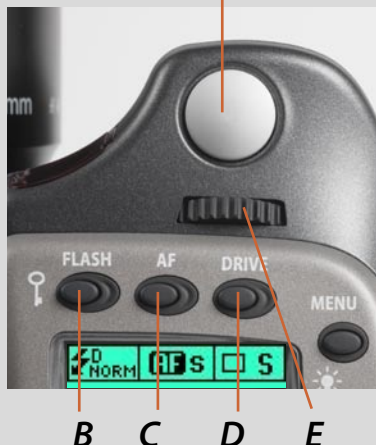 mm
FLASH AF DRIVE
MENU
D
NORM AF S S
B C D E